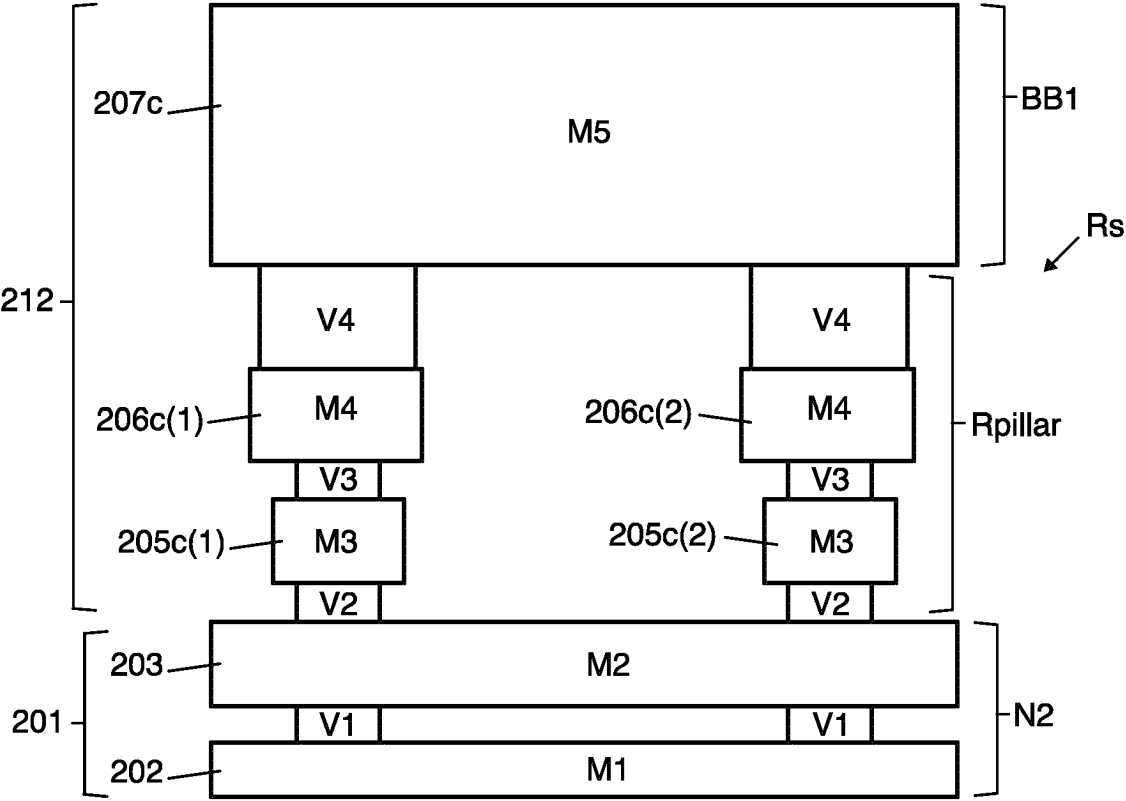 207c
M5
BB1
Rs
212
V4
V4
206c(1)
M4
206c(2)
M4
Rpillar
V3
V3
205c(1)
M3
205c(2)
M3
V2
V2
203
M2
201
V1
V1
N2
202
M1